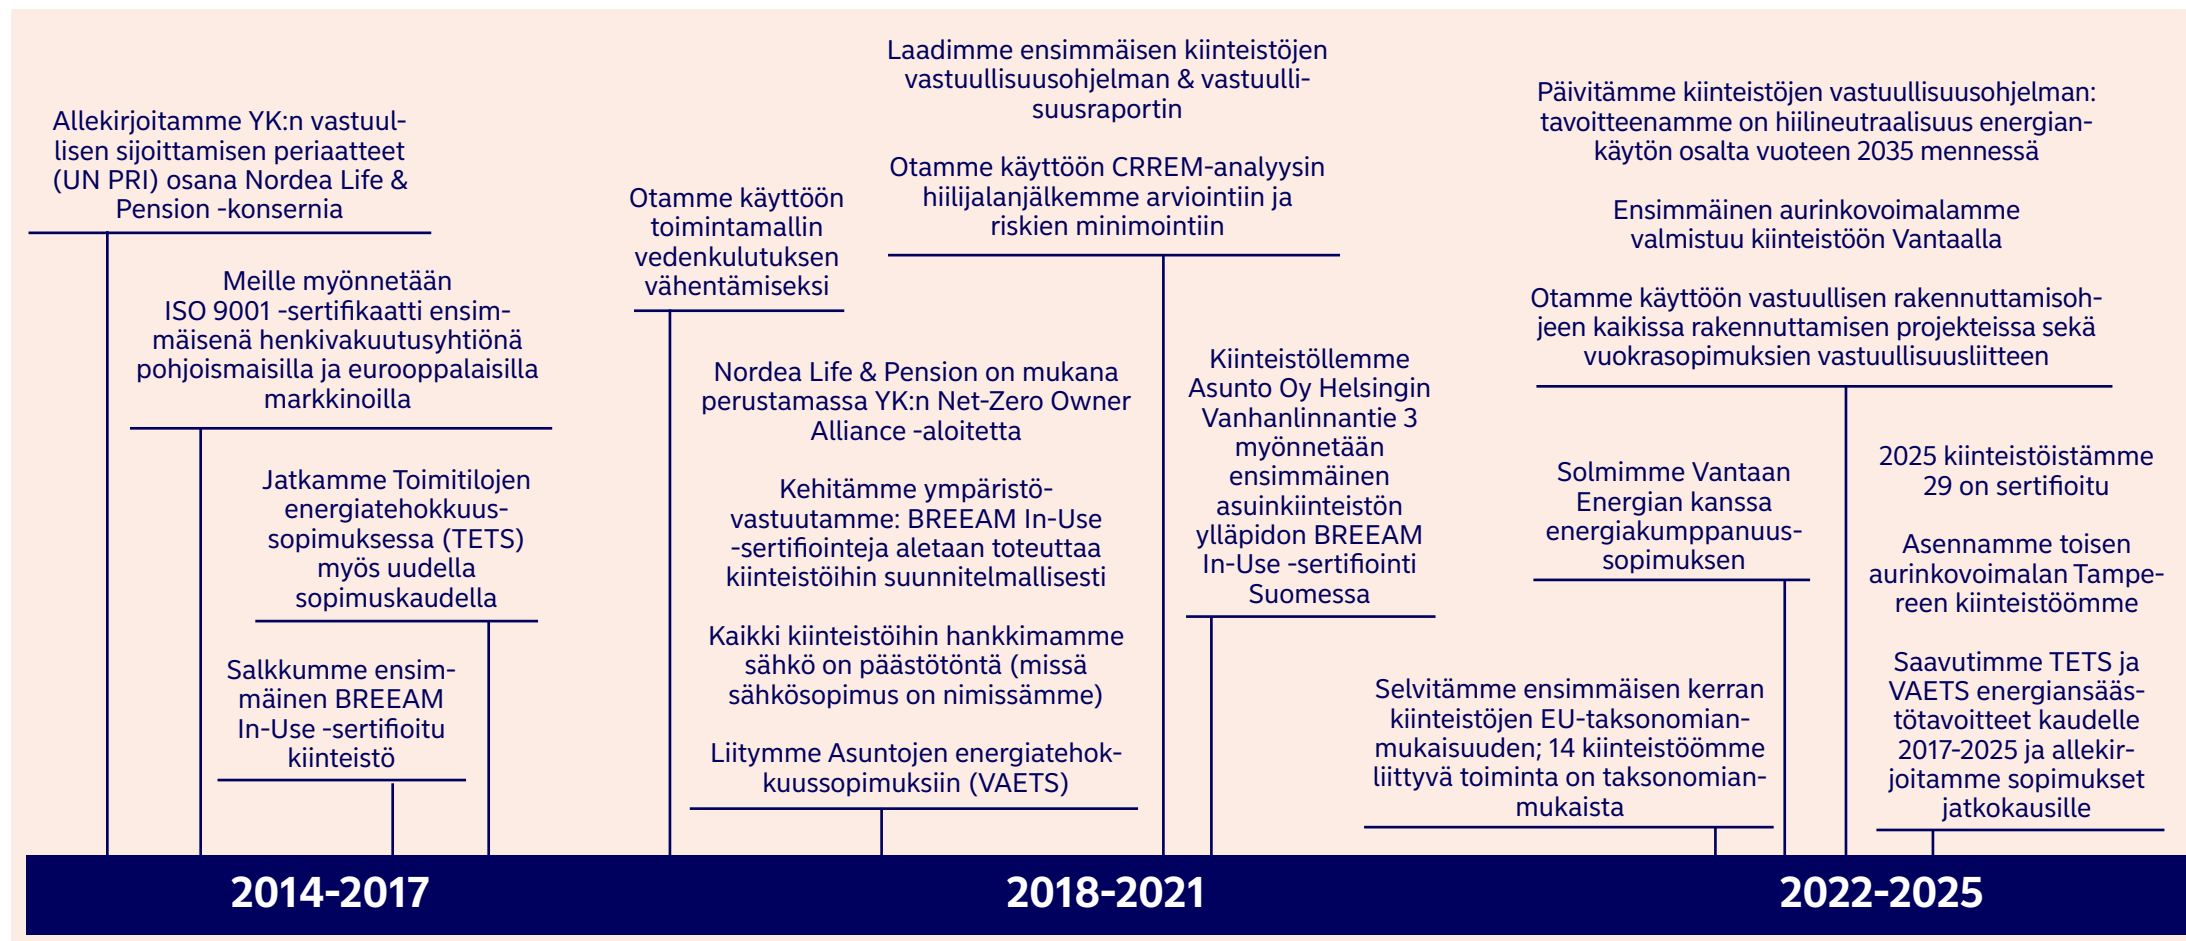 Allekirjoitamme YK:n vastuul-
lisen sijoittamisen periaatteet
(UN PRI) osana Nordea Life &
Pension -konsernia
Meille myönnetään
ISO 9001 -sertifikaatti ensim-
mäisenä henkivakuutusyhtiönä
pohjoismaisilla ja eurooppalaisilla
markkinoilla
Jatkamme Toimitilojen
energiatehokkuus-
sopimuksessa (TETS)
myös uudella
sopimuskaudella
Salkkumme ensim-
mäinen BREEAM
In-Use -sertifioitu
kiinteistö
Otamme käyttöön
toimintamallin
vedenkulutuksen
vähentämiseksi
Nordea Life & Pension on mukana
perustamassa YK:n Net-Zero Owner
Alliance -aloitetta
Kehitämme ympäristö-
vastuutamme: BREEAM In-Use
-sertifiointeja aletaan toteuttaa
kiinteistöihin suunnitelmallisesti
Kaikki kiinteistöihin hankkimamme
sähkö on päästötöntä (missä
sähkösopimus on nimissämme)
Liitymme Asuntojen energiatehok-
kuussopimuksiin (VAETS)
Laadimme ensimmäisen kiinteistöjen
vastuullisuusohjelman & vastuulli-
suusraportin
Otamme käyttöön CRREM-analyysin
hiilijalanjälkemme arviointiin ja
riskien minimointiin
Kiinteistöllemme
Asunto Oy Helsingin
Vanhanlinnantie 3
myönnetään
ensimmäinen
asuinkiinteistön
ylläpidon BREEAM
In-Use -sertifiointi
Suomessa
Selvitämme ensimmäisen kerran
kiinteistöjen EU-taksonomian-
mukaisuuden; 14 kiinteistöömme
liittyvä toiminta on taksonomian-
mukaista
Solmimme Vantaan
Energian kanssa
energiakumppanuus-
sopimuksen
Päivitämme kiinteistöjen vastuullisuusohjelman:
tavoitteenamme on hiilineutraalisuus energian-
käytön osalta vuoteen 2035 mennessä
Ensimmäinen aurinkovoimalamme
valmistuu kiinteistöön Vantaalla
Otamme käyttöön vastuullisen rakennuttamisoh-
jeen kaikissa rakennuttamisen projekteissa sekä
vuokrasopimuksien vastuullisuusliitteen
2025 kiinteistöistämme
29 on sertifioitu
Asennamme toisen
aurinkovoimalan Tampe-
reen kiinteistöömme
Saavutimme TETS ja
VAETS energiansääs-
tötavoitteet kaudelle
2017-2025 ja allekir-
joitamme sopimukset
jatkokausille
2014-2017
2018-2021
2022-2025